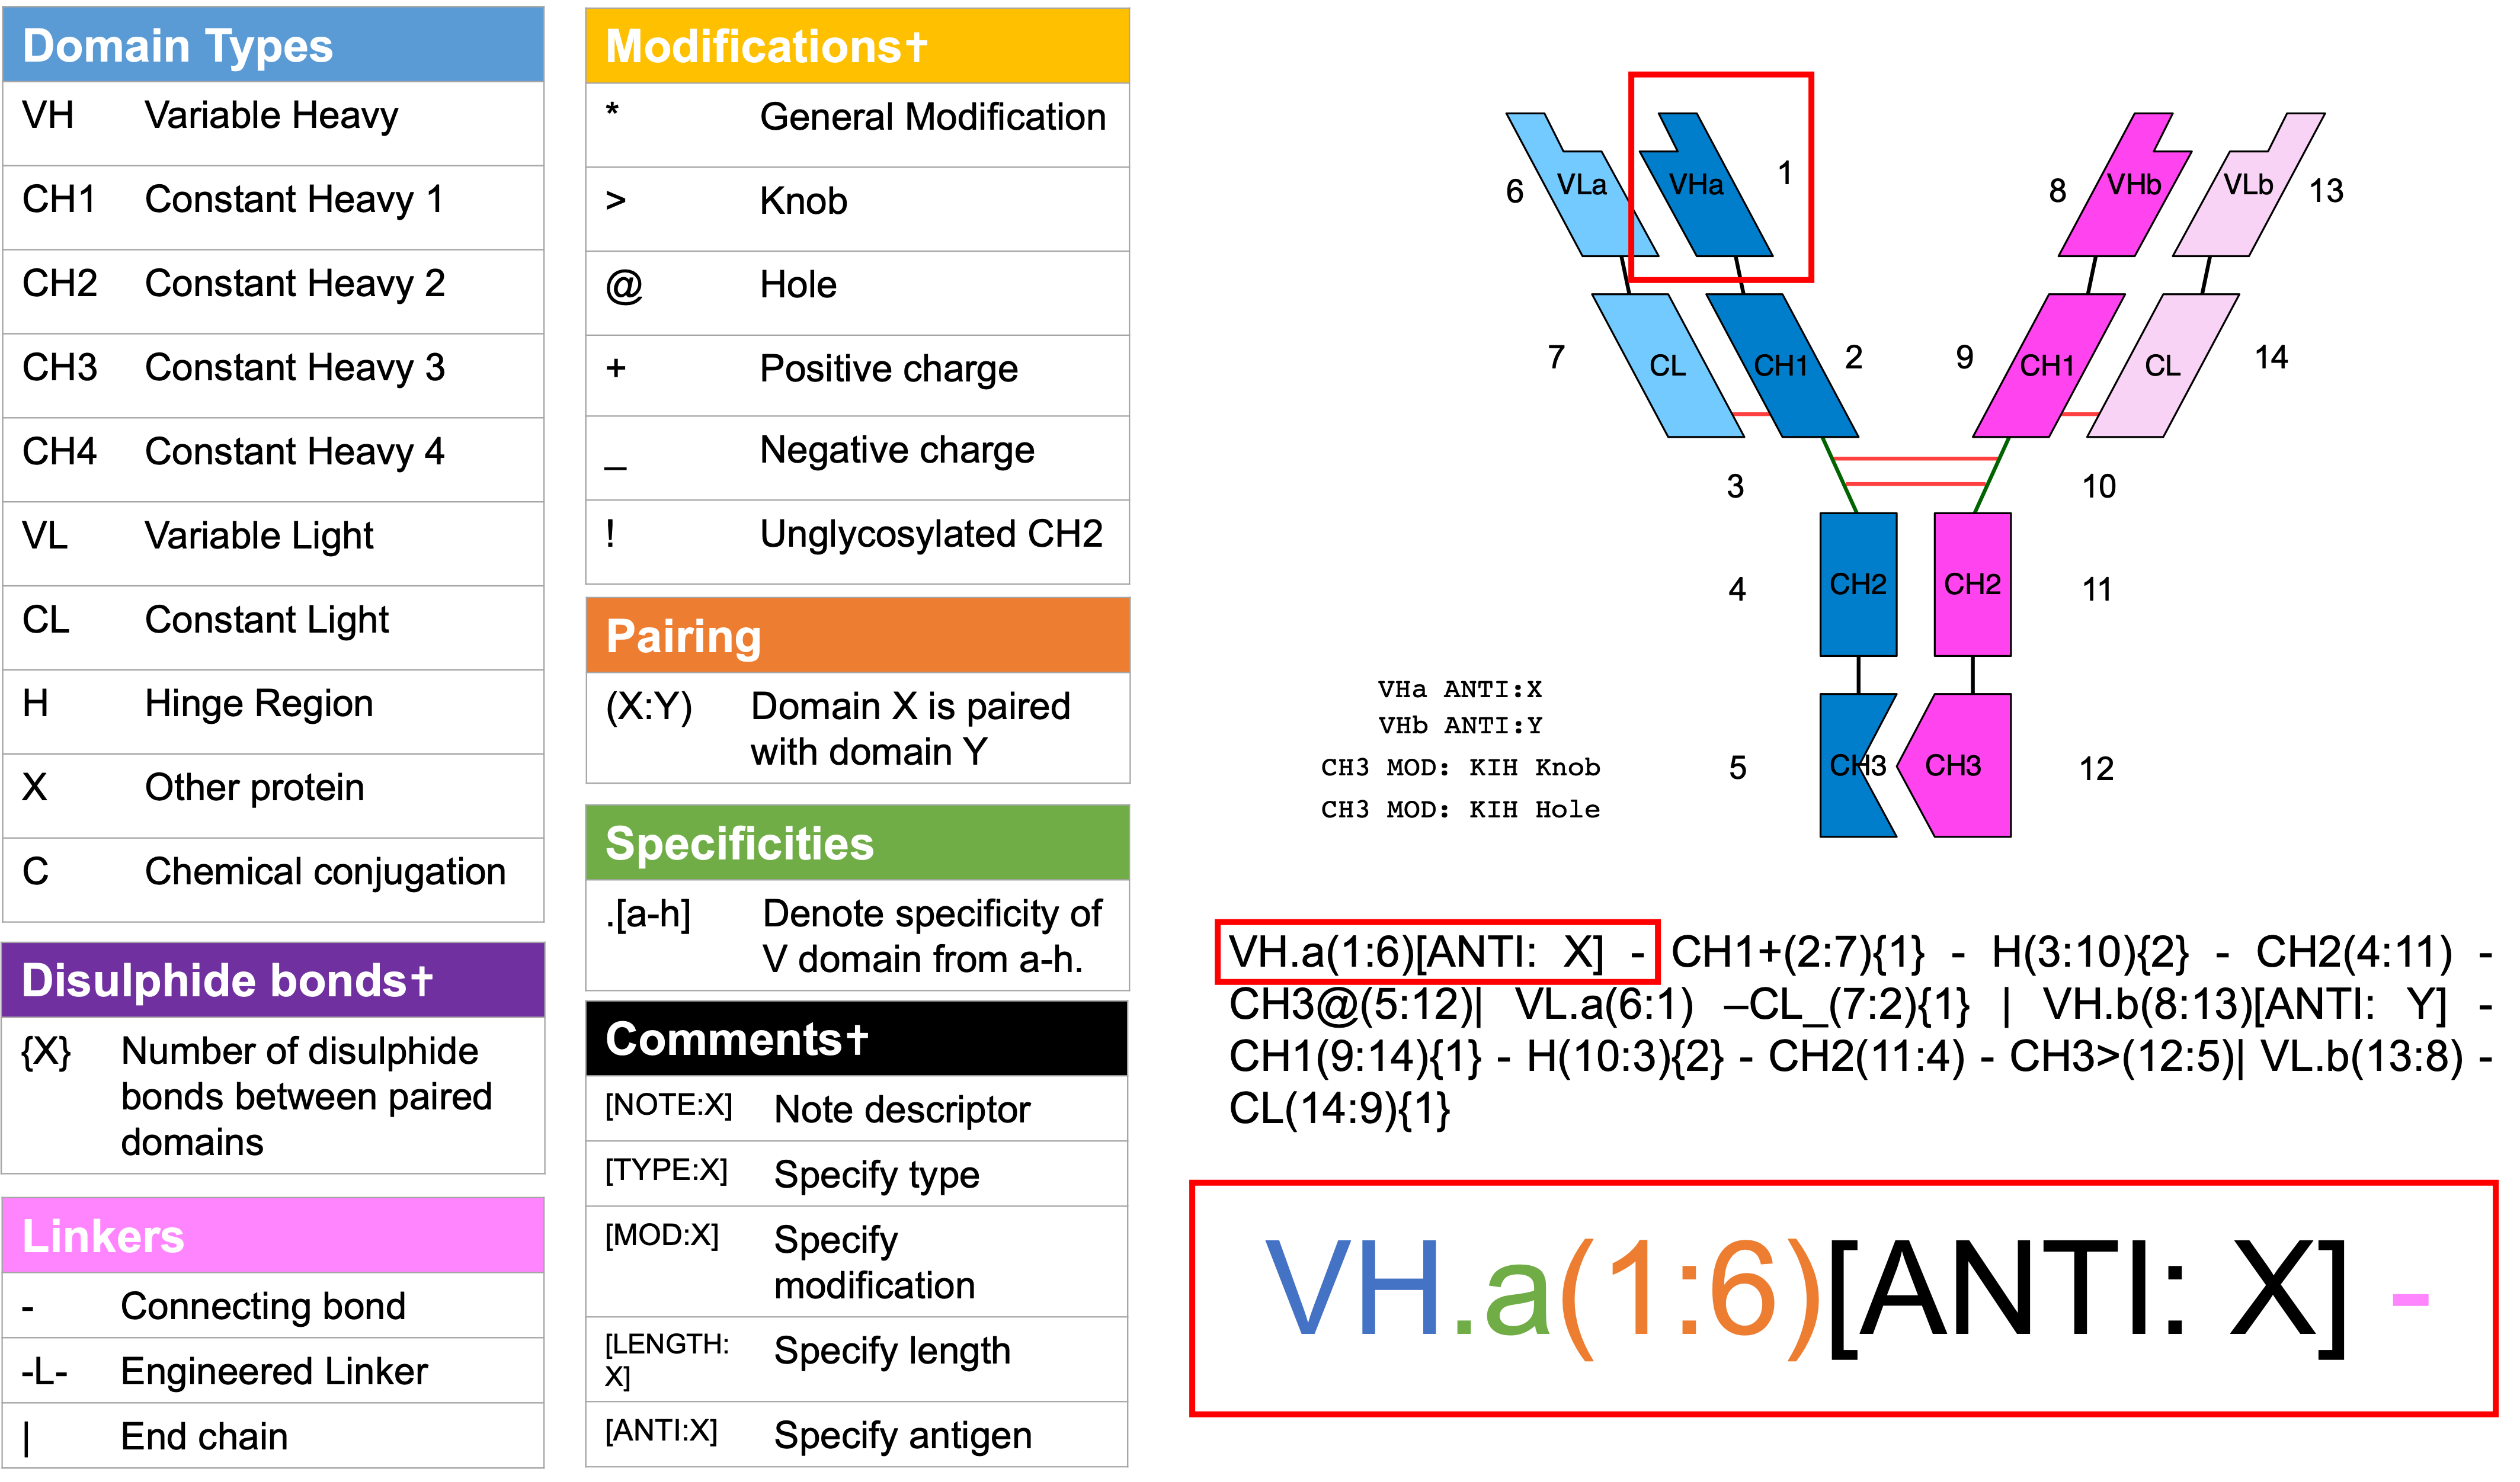 Domain Types
VH Variable Heavy
CH1 Constant Heavy 1
CH2 Constant Heavy 2
CH3 Constant Heavy 3
CH4 Constant Heavy 4
VL Variable Light
CL Constant Light
H Hinge Region
X Other protein
C Chemical conjugation
Disulphide bonds†
{X} Number of disulphide
bonds between paired
domains
Linkers
- Connecting bond
-L- Engineered Linker
| End chain
Modifications†
* General Modification
> Knob
@ Hole
+ Positive charge
_ Negative charge
! Unglycosylated CH2
Pairing
(X:Y) Domain X is paired
with domain Y
Specificities
.[a-h] Denote specificity of
V domain from a-h.
Comments†
[NOTE:X] Note descriptor
[TYPE:X] Specify type
[MOD:X] Specify
modification
[LENGTH: Specify length
X]
[ANTI:X] Specify antigen
6 VLa VHa 1 8 VHb VLb 13
7 CL CH1 2 9 CH1 CL 14
3 10
4 CH2 CH2 11
5 CH3 CH3 12
VHa ANTI:X
VHb ANTI:Y
CH3 MOD: KIH Knob
CH3 MOD: KIH Hole
VH.a(1:6)[ANTI: X] - CH1+(2:7){1} - H(3:10){2} - CH2(4:11) -
CH3@(5:12)| VL.a(6:1) –CL_(7:2){1} | VH.b(8:13)[ANTI: Y] -
CH1(9:14){1} - H(10:3){2} - CH2(11:4) - CH3>(12:5)| VL.b(13:8) -
CL(14:9){1}
VH.a(1:6)[ANTI: X] -